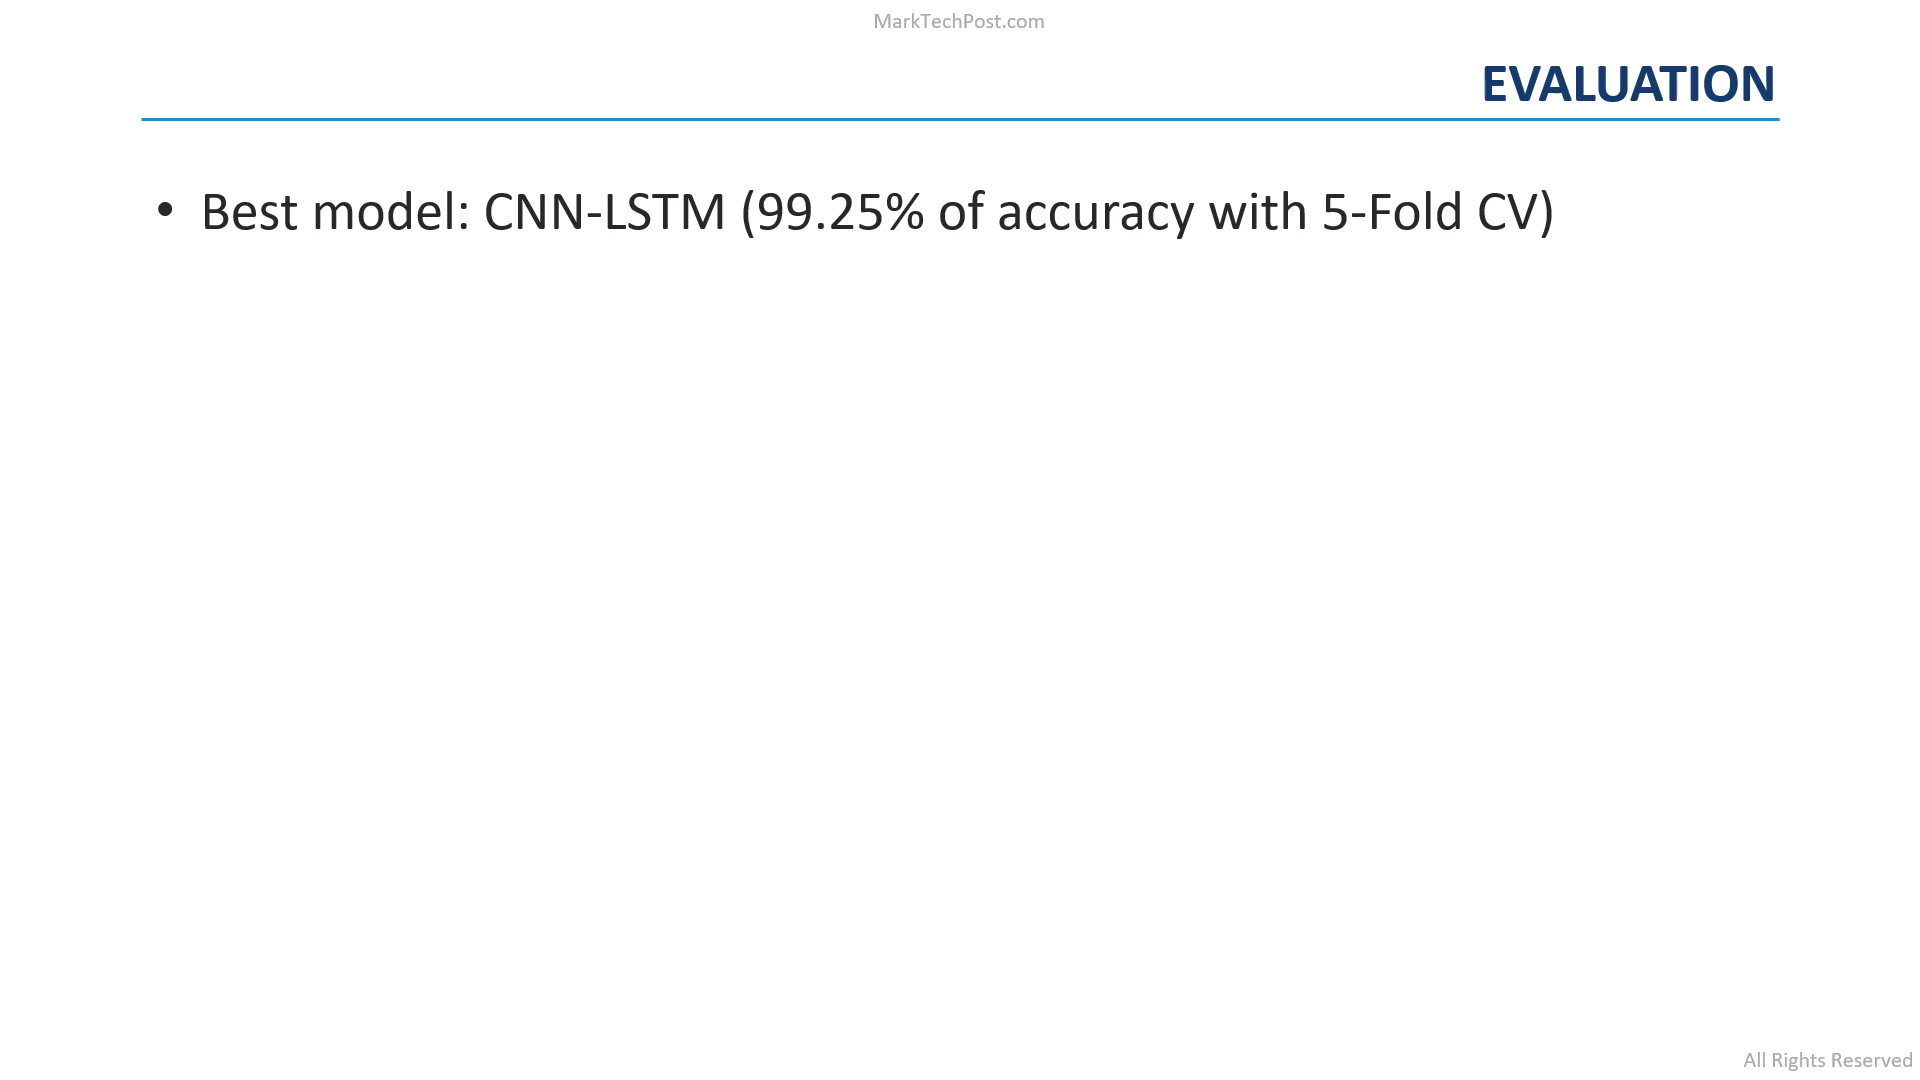 MarkTechPost.com
EVALUATION
• Best model: CNN-LSTM (99.25% of accuracy with 5-Fold CV)
All Rights Reserved